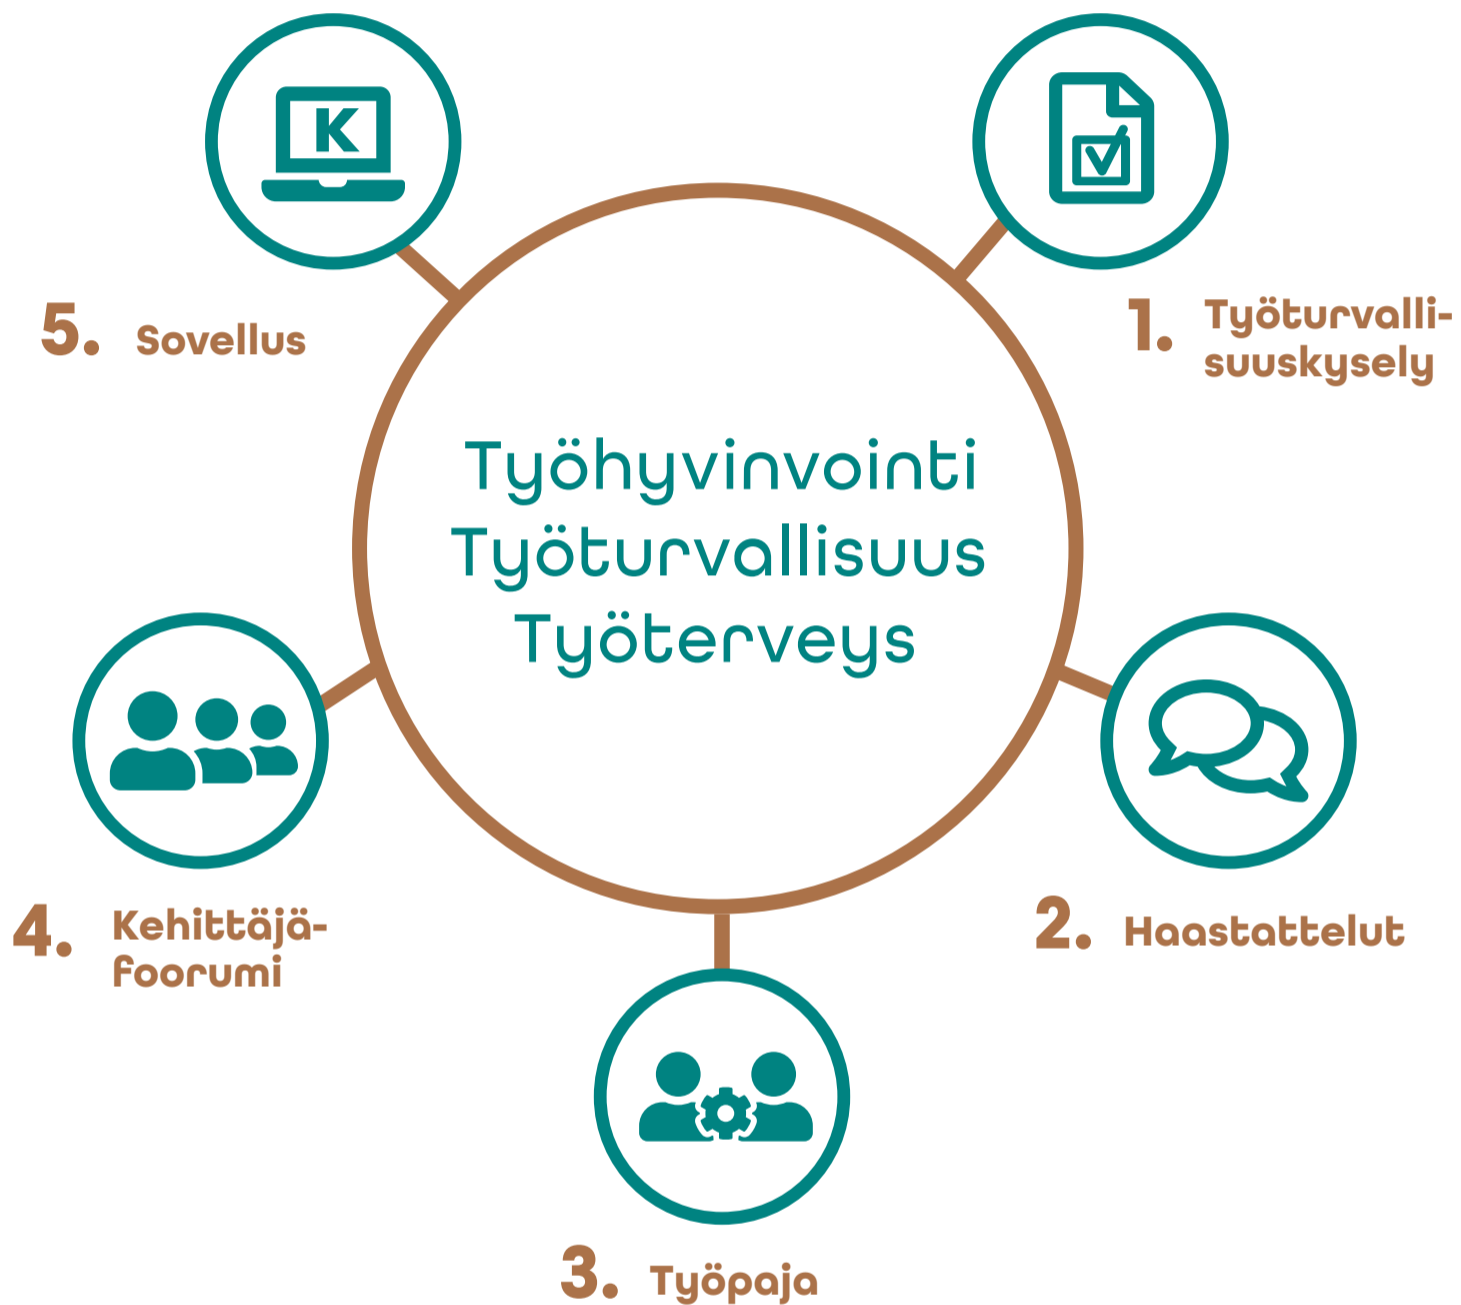 K
Työhyvinvointi
Työturvallisuus
Työterveys
1. Työturvalli-
suuskysely
2. Haastattelut
3. Työpaja
4. Kehittäjä-
foorumi
5. Sovellus